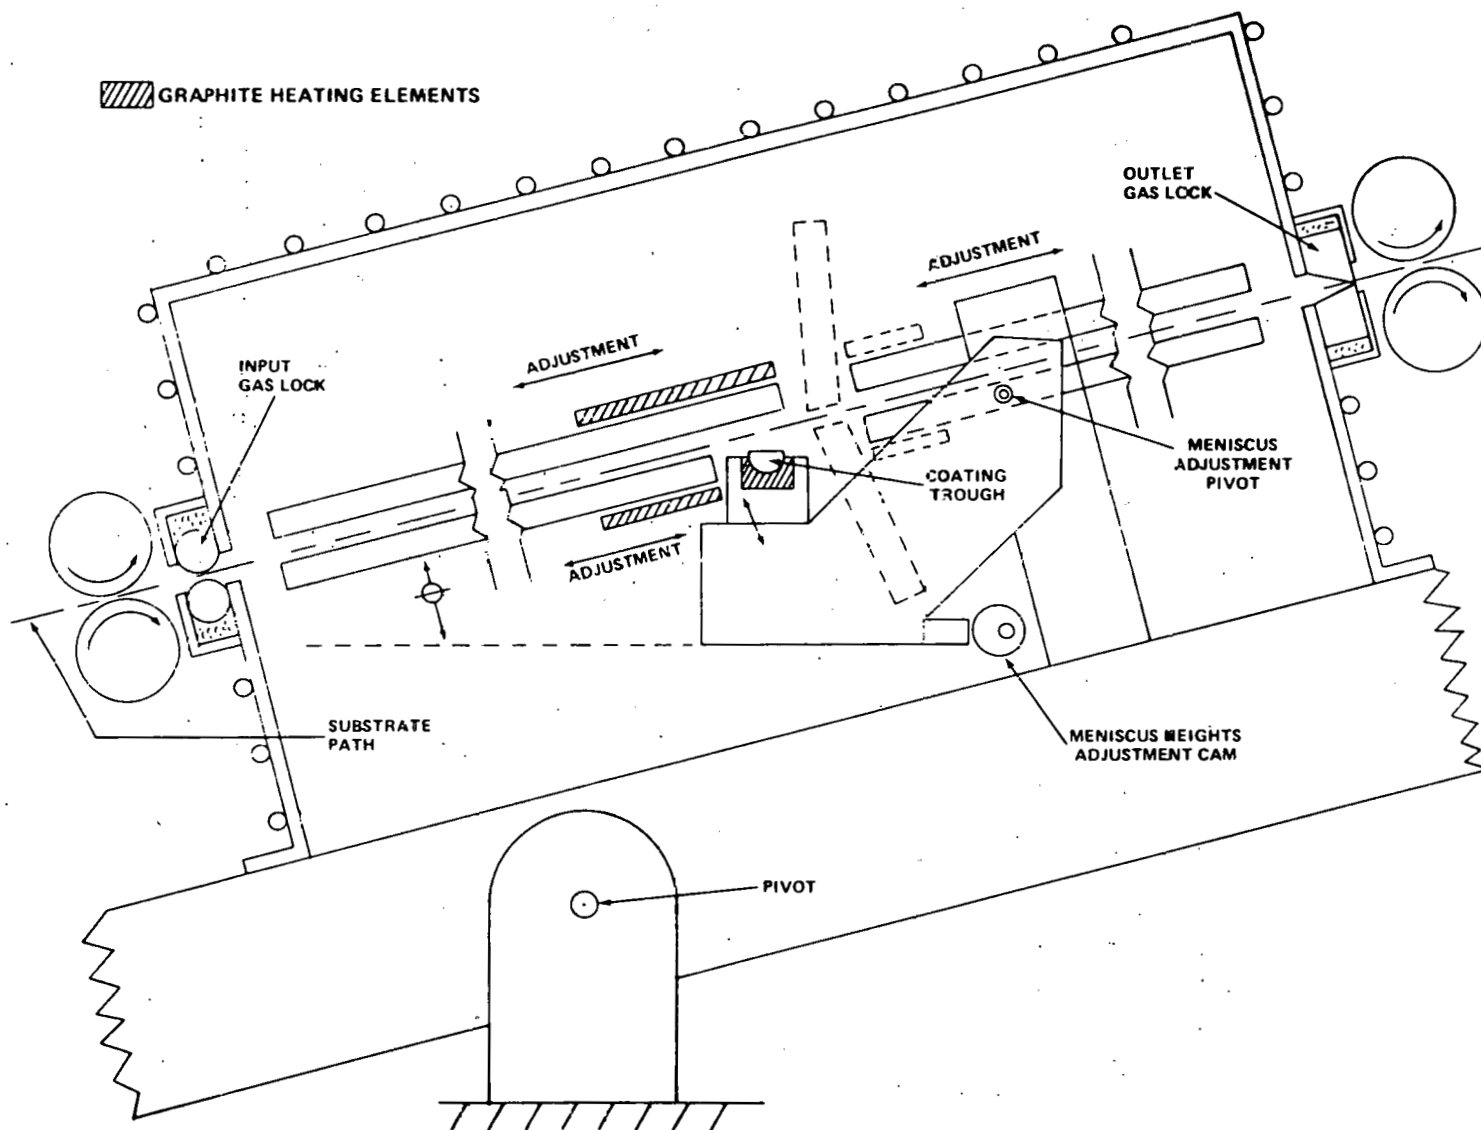 GRAPHITE HEATING ELEMENTS
OUTLET
GAS LOCK
ADJUSTMENT
INPUT
GAS LOCK
ADJUSTMENT
MENISCUS
ADJUSTMENT
PIVOT
COATING
TROUGH
ADJUSTMENT
SUBSTRATE
PATH
MENISCUS HEIGHTS
ADJUSTMENT CAM
PIVOT